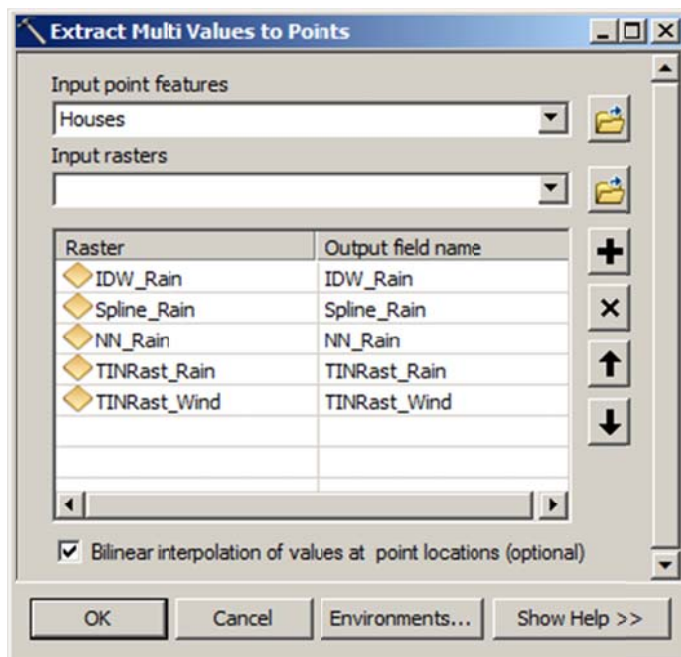 Extract Multi Values to Points
Input point features
Houses
Input rasters
Raster Output field name
IDW_Rain IDW_Rain
Spline_Rain Spline_Rain
NN_Rain NN_Rain
TINRast_Rain TINRast_Rain
TINRast_Wind TINRast_Wind
Bilinear interpolation of values at point locations (optional)
OK Cancel Environments... Show Help >>